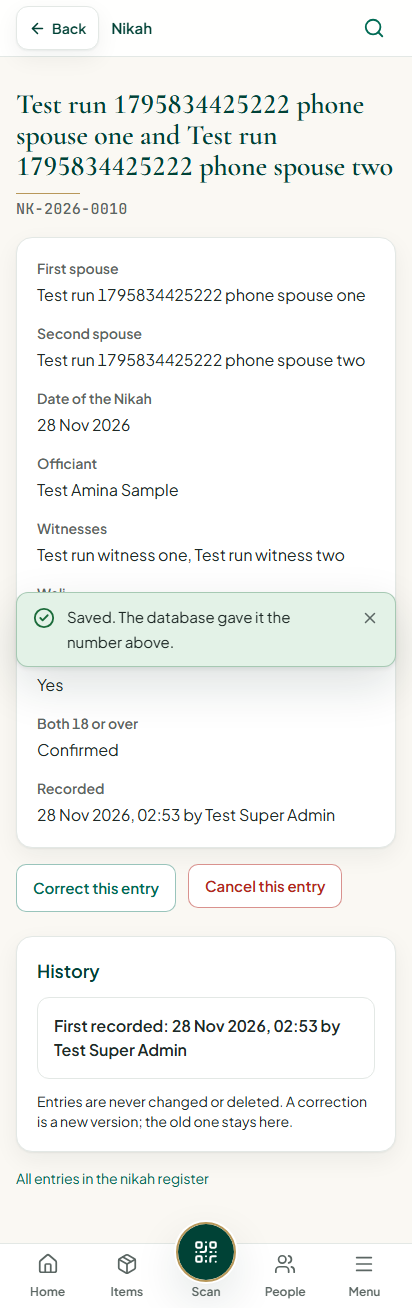 Back
Nikah
Test run 1795834425222 phone
spouse one and Test run
1795834425222 phone spouse two
NK-2026-0010
First spouse
Test run 1795834425222 phone spouse one
Second spouse
Test run 1795834425222 phone spouse two
Date of the Nikah
28 Nov 2026
Officiant
Test Amina Sample
Witnesses
Test run witness one, Test run witness two
Saved. The database gave it the
number above.
Yes
Both 18 or over
Confirmed
Recorded
28 Nov 2026, 02:53 by Test Super Admin
Correct this entry
Cancel this entry
History
First recorded: 28 Nov 2026, 02:53 by
Test Super Admin
Entries are never changed or deleted. A correction
is a new version; the old one stays here.
All entries in the nikah register
Home
Items
Scan
People
Menu